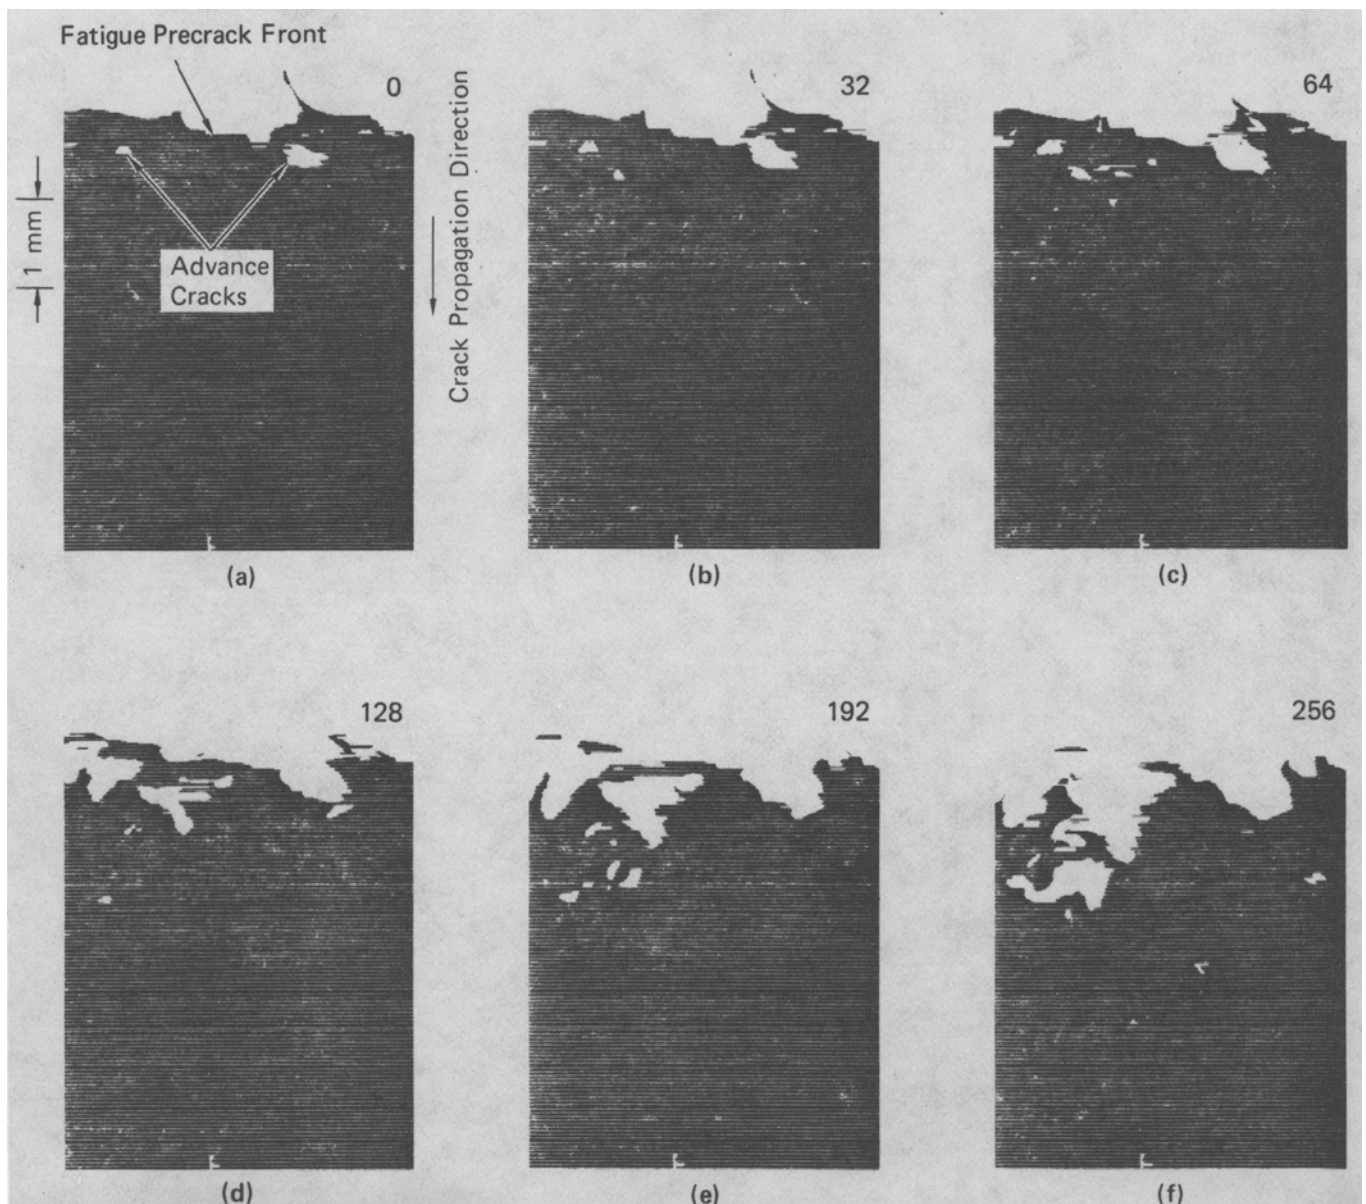 Fatigue Precrack Front
0
32
64
1 mm
Advance
Cracks
Crack Propagation Direction
(a)
(b)
(c)
128
192
256
(d)
(e)
(f)